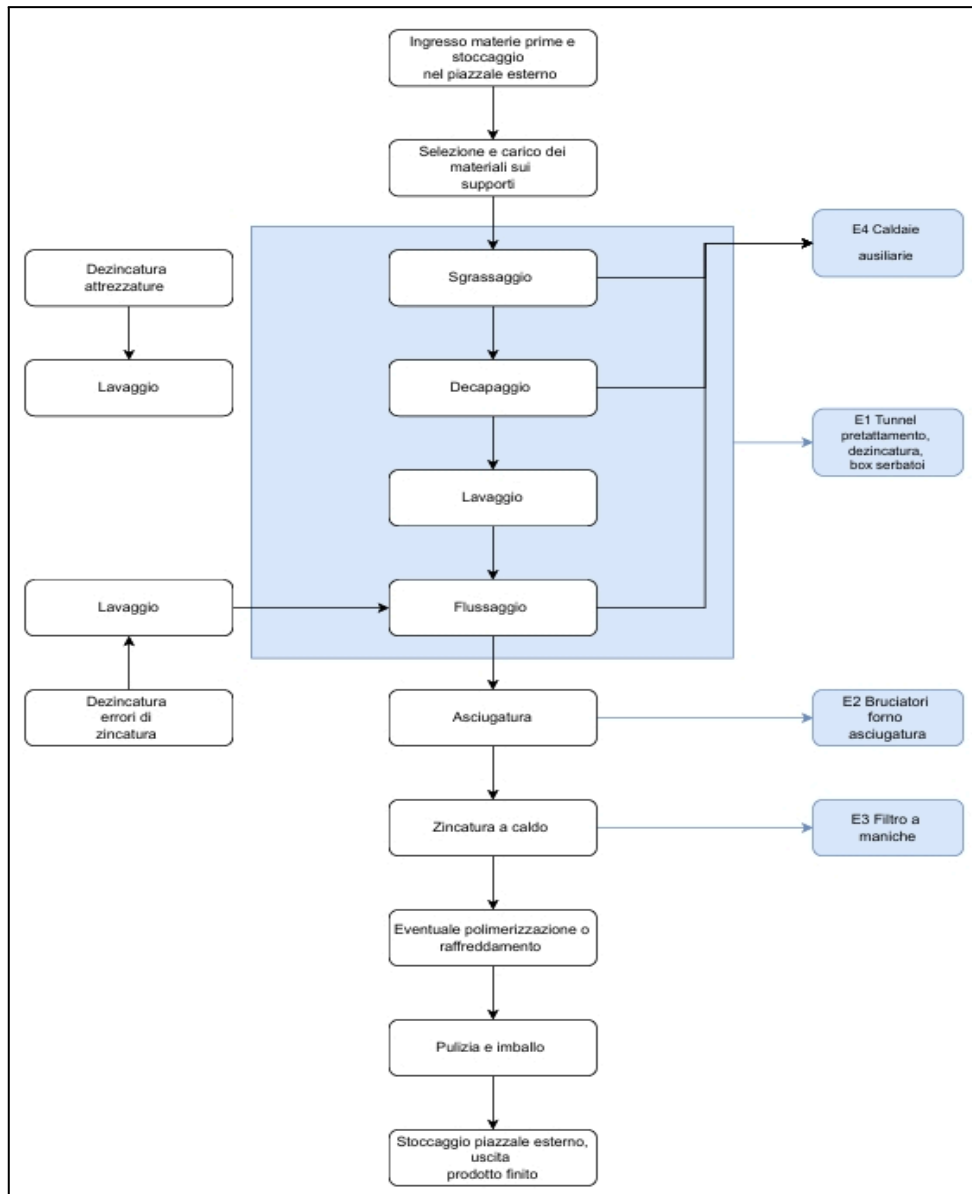 Ingresso materie prime e
stoccaggio
nel piazzale esterno
Selezione e carico dei
materiali sui
supporti
E4 Caldaie
ausiliarie
Dezincatura
attrezzature
Sgrassaggio
Lavaggio
Decapaggio
E1 Tunnel
pretattamento,
dezincatura,
box serbatoi
Lavaggio
Lavaggio
Flussaggio
Dezincatura
errori di
zincatura
Asciugatura
E2 Bruciatori
forno
asciugatura
Zincatura a caldo
E3 Filtro a
maniche
Eventuale polimerizzazione o
raffreddamento
Pulizia e imballo
Stoccaggio piazzale esterno,
uscita
prodotto finito